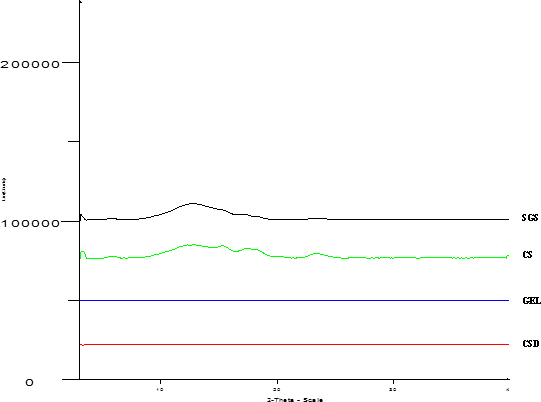 200000
SGS
100000
CS
GEL
CSD
0
2-Theta - Scale